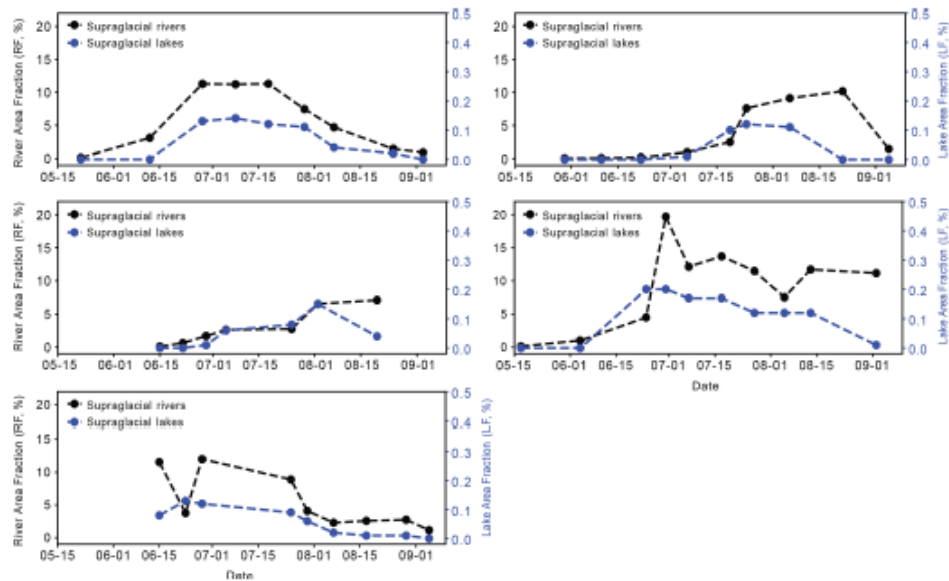 River Area Fraction (RF, %)
20
15
10
5
0
Supraglacial rivers
Supraglacial lakes
0.5
0.4
0.3
0.2
0.1
0.0
05-15 06-01 06-15 07-01 07-15 08-01 08-15 09-01
20
15
10
5
0
Supraglacial rivers
Supraglacial lakes
0.5
0.4
0.3
0.2
0.1
0.0
Lake Area Fraction (LF, %)
05-15 06-01 06-15 07-01 07-15 08-01 08-15 09-01
River Area Fraction (RF, %)
20
15
10
5
0
Supraglacial rivers
Supraglacial lakes
0.5
0.4
0.3
0.2
0.1
0.0
05-15 06-01 06-15 07-01 07-15 08-01 08-15 09-01
20
15
10
5
0
Supraglacial rivers
Supraglacial lakes
0.5
0.4
0.3
0.2
0.1
0.0
Lake Area Fraction (LF, %)
05-15 06-01 06-15 07-01 07-15 08-01 08-15 09-01
Date
River Area Fraction (RF, %)
20
15
10
5
0
Supraglacial rivers
Supraglacial lakes
0.5
0.4
0.3
0.2
0.1
0.0
Lake Area Fraction (LF, %)
05-15 06-01 06-15 07-01 07-15 08-01 08-15 09-01
Date